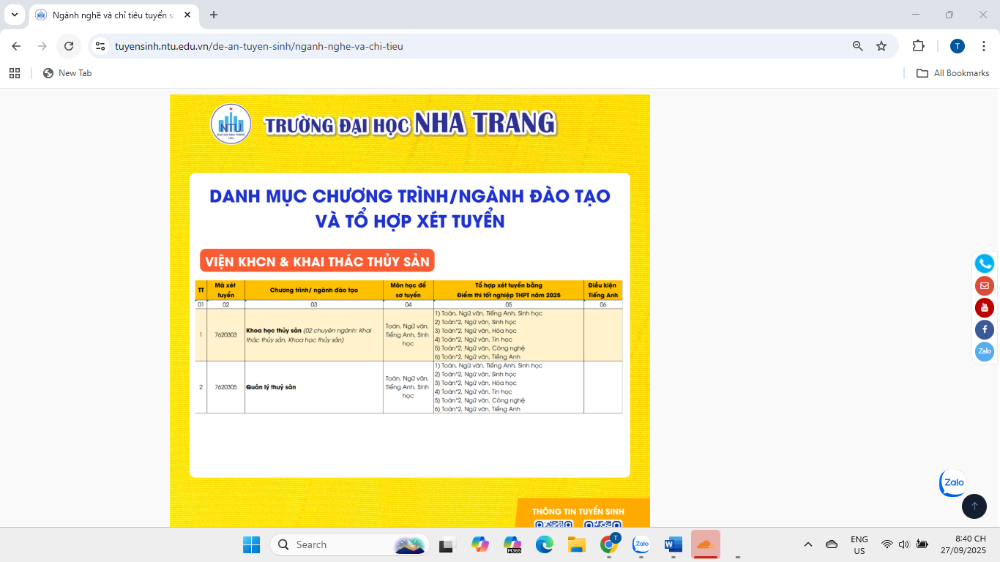 Ngành nghề và chỉ tiêu tuyển si
tuyensinh.ntu.edu.vn/de-an-tuyen-sinh/nganh-nghe-va-chi-tieu
T
New Tab
All Bookmarks
NTU
ĐẠI HỌC NHA TRANG
1959
TRƯỜNG ĐẠI HỌC NHA TRANG
DANH MỤC CHƯƠNG TRÌNH/NGÀNH ĐÀO TẠO
VÀ TỔ HỢP XÉT TUYỂN
VIỆN KHCN & KHAI THÁC THỦY SẢN
TT Mã xét tuyển Chương trình/ ngành đào tạo Môn học để sơ tuyển Tổ hợp xét tuyển bằng Điểm thi tốt nghiệp THPT năm 2025 Điều kiện Tiếng Anh
01 02 03 04 05 06
1 7620303 Khoa học thủy sản (02 chuyên ngành: Khai thác thủy sản, Khoa học thủy sản) Toán, Ngữ văn, Tiếng Anh, Sinh học
1) Toán, Ngữ văn, Tiếng Anh, Sinh học
2) Toán*2, Ngữ văn, Sinh học
3) Toán*2, Ngữ văn, Hóa học
4) Toán*2, Ngữ văn, Tin học
5) Toán*2, Ngữ văn, Công nghệ
6) Toán*2, Ngữ văn, Tiếng Anh
2 7620305 Quản lý thuỷ sản Toán, Ngữ văn, Tiếng Anh, Sinh học
1) Toán, Ngữ văn, Tiếng Anh, Sinh học
2) Toán*2, Ngữ văn, Sinh học
3) Toán*2, Ngữ văn, Hóa học
4) Toán*2, Ngữ văn, Tin học
5) Toán*2, Ngữ văn, Công nghệ
6) Toán*2, Ngữ văn, Tiếng Anh
THÔNG TIN TUYỂN SINH
You
Zalo
Zalo
Search
M365
T
Zalo
ENG
US
8:40 CH
27/09/2025